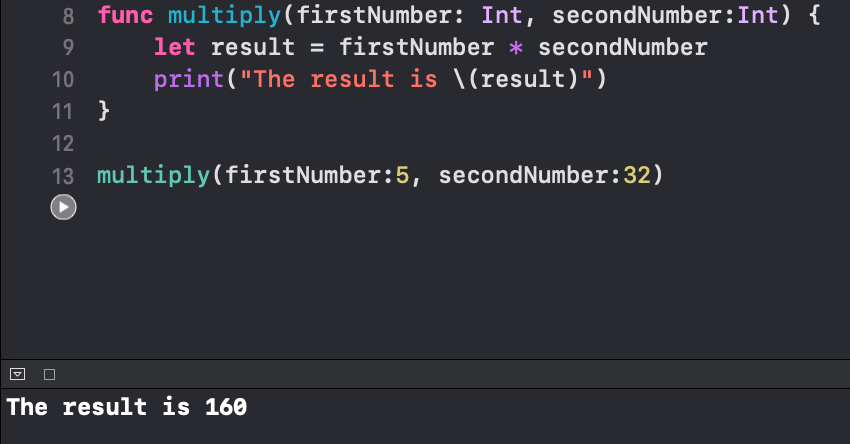 8 func multiply(firstNumber: Int, secondNumber:Int) {
9     let result = firstNumber * secondNumber
10     print("The result is \(result)")
11 }
12
13 multiply(firstNumber:5, secondNumber:32)
The result is 160